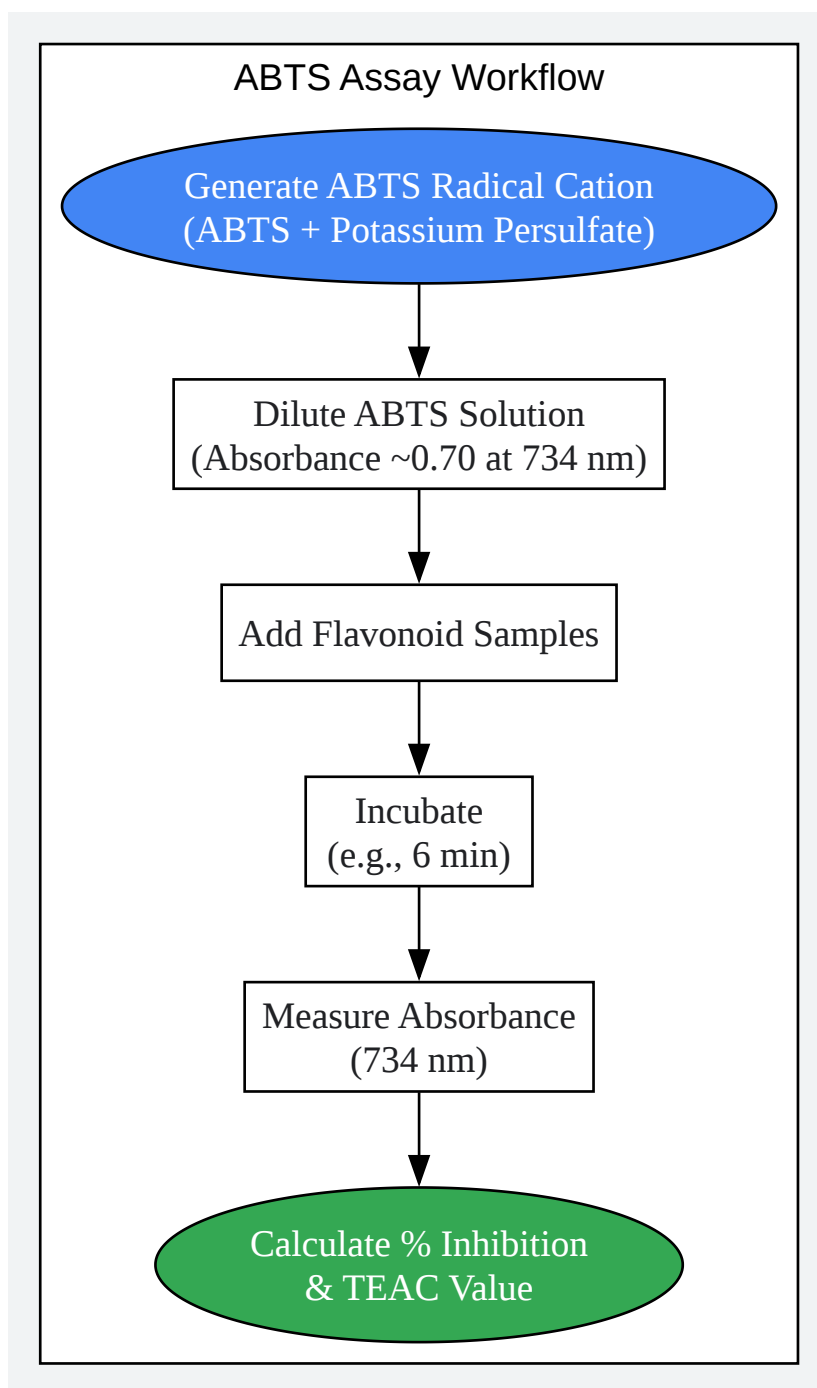 ABTS Assay Workflow
Generate ABTS Radical Cation
(ABTS + Potassium Persulfate)
Dilute ABTS Solution
(Absorbance ~0.70 at 734 nm)
Add Flavonoid Samples
Incubate
(e.g., 6 min)
Measure Absorbance
(734 nm)
Calculate % Inhibition
& TEAC Value